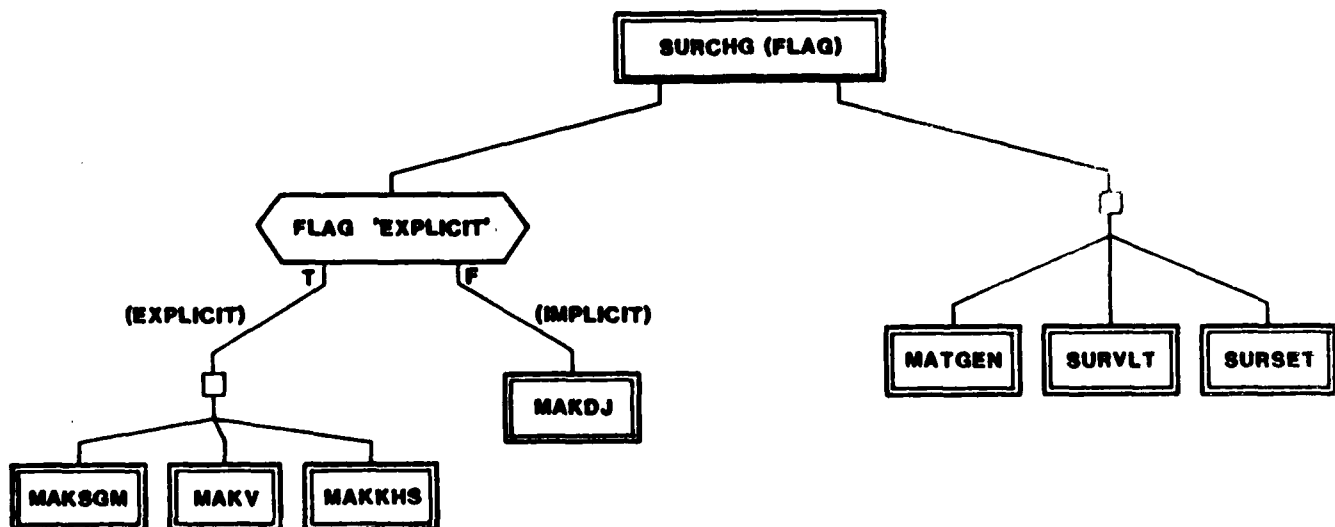 SURCHG (FLAG)
FLAG 'EXPLICIT'
T
F
(EXPLICIT)
(IMPLICIT)
MATGEN
SURVLT
SURSET
MAKDJ
MAKSGM
MAKV
MAKKHS